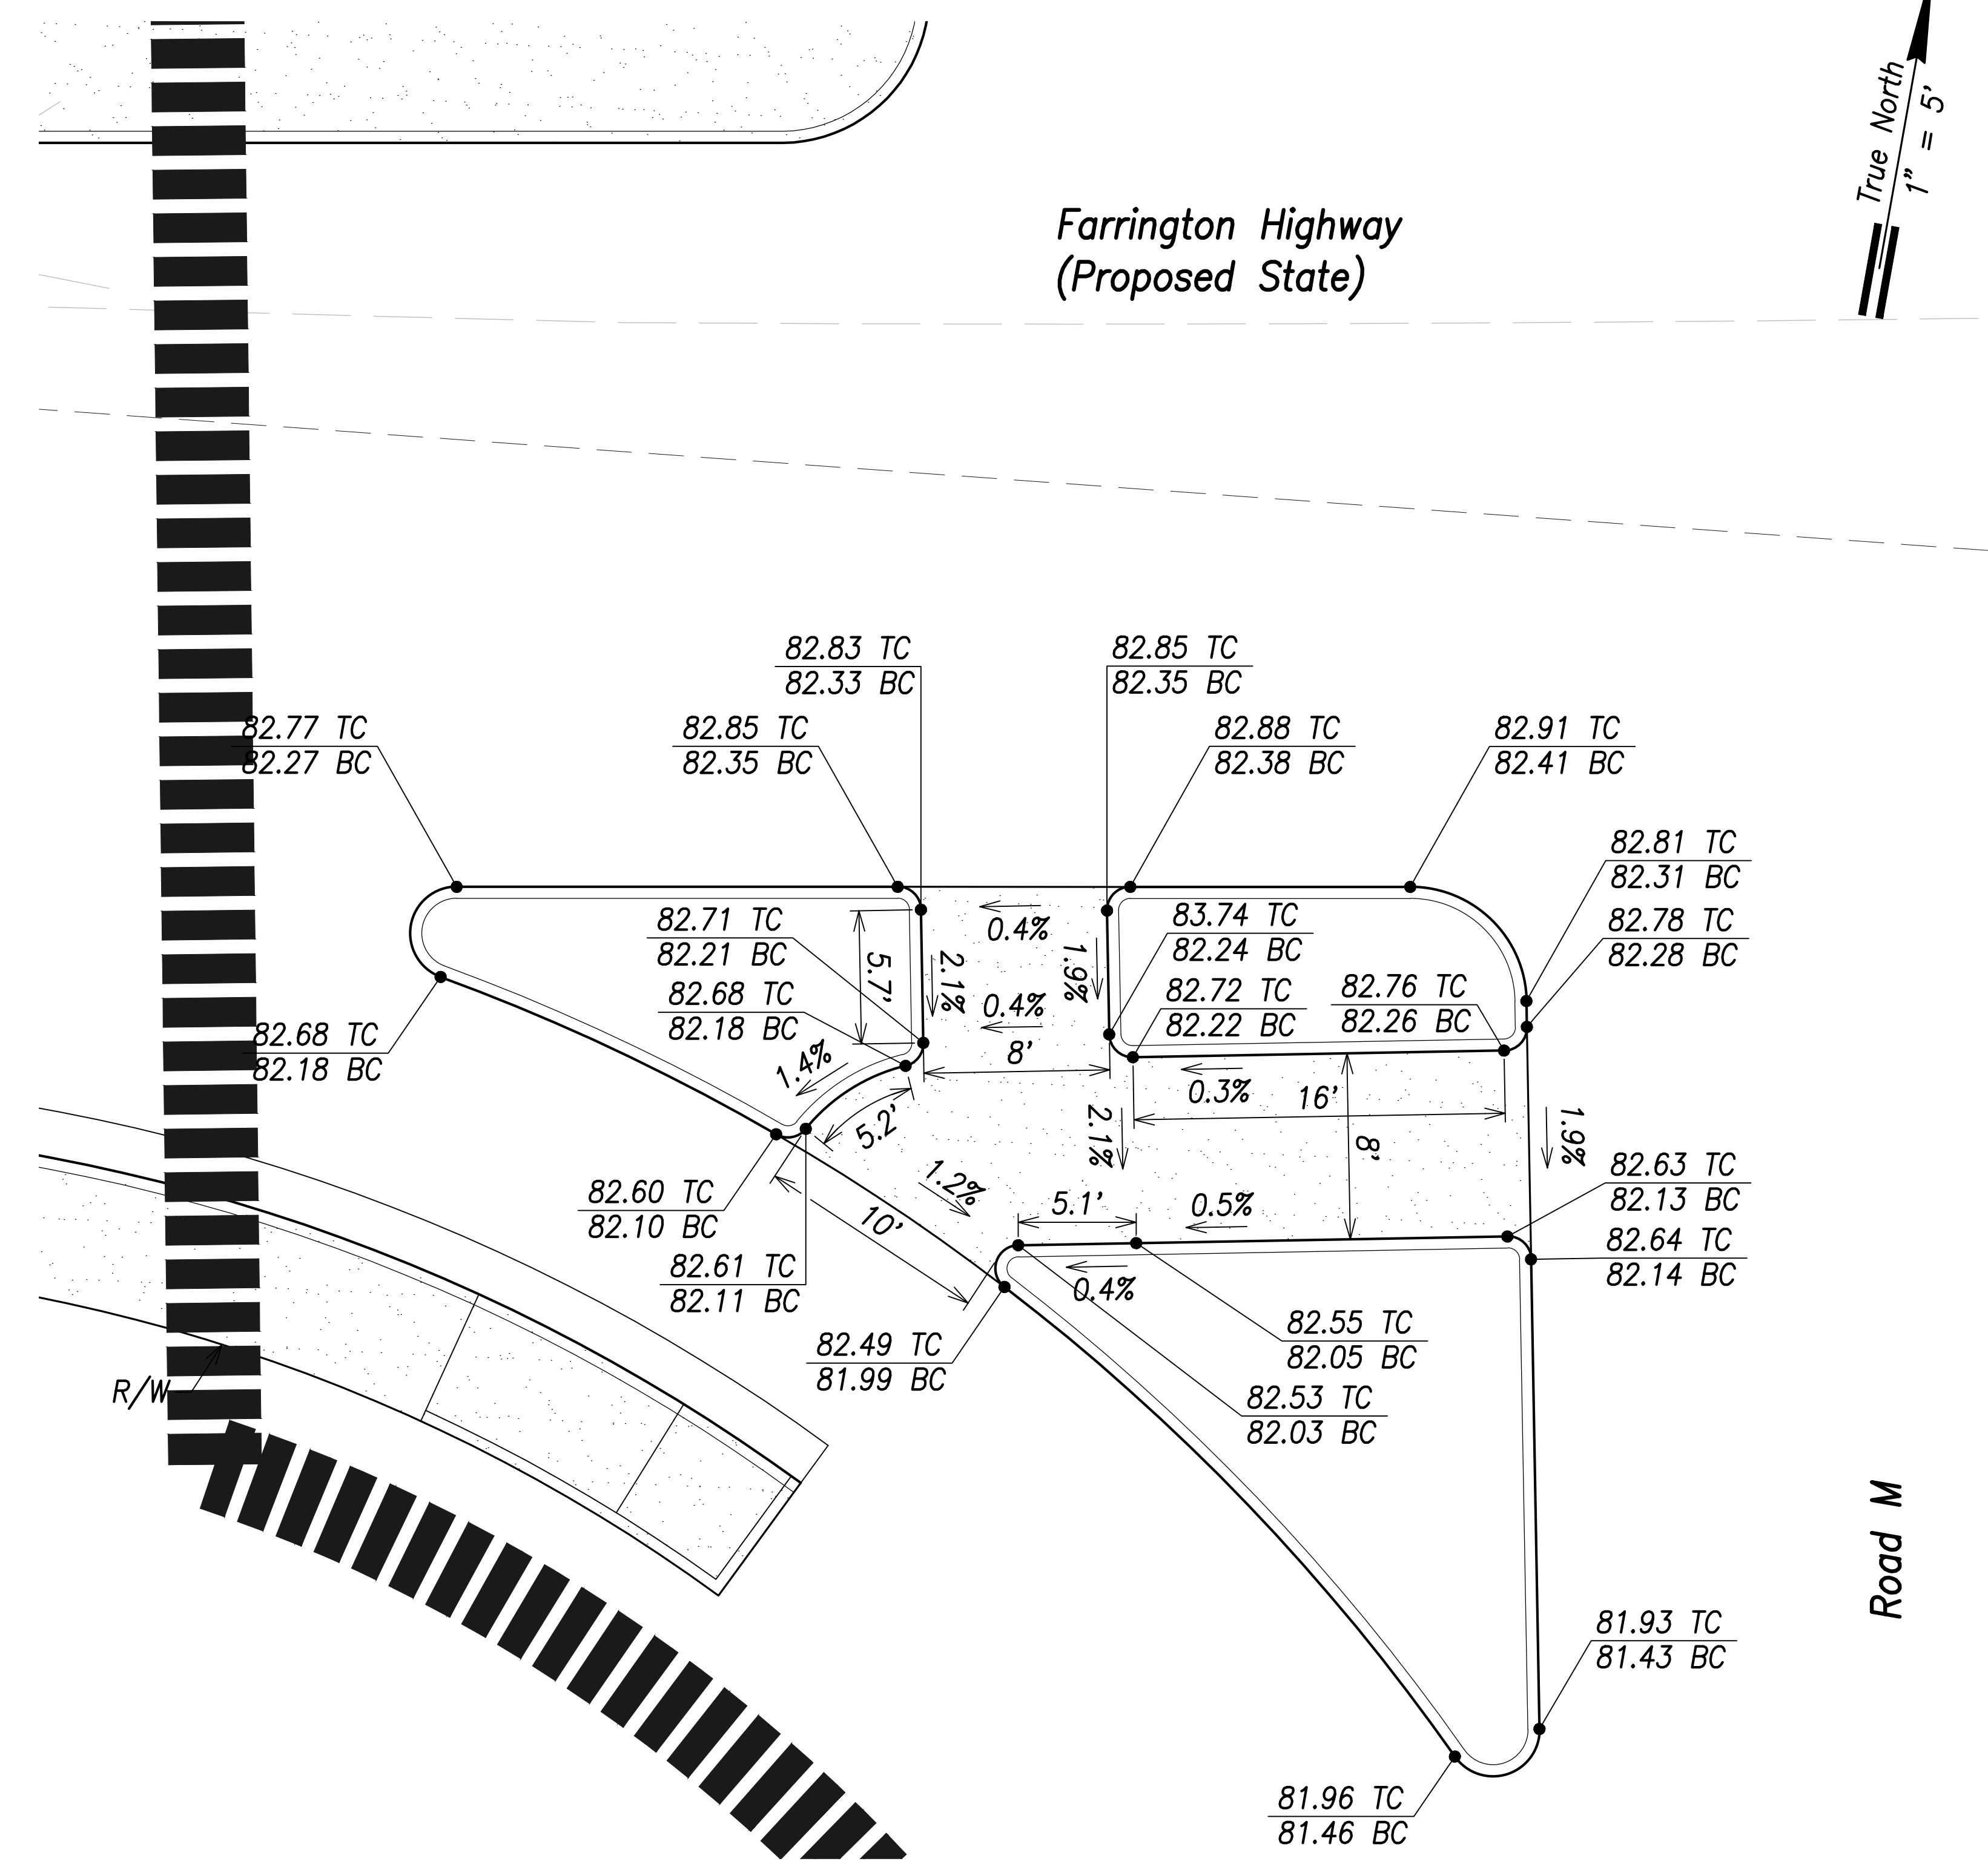 True North
1" = 5'
Farrington Highway
(Proposed State)
82.83 TC
82.33 BC
82.85 TC
82.35 BC
82.77 TC
82.27 BC
82.85 TC
82.35 BC
82.88 TC
82.38 BC
82.91 TC
82.41 BC
82.81 TC
82.31 BC
82.71 TC
82.21 BC
0.4%
83.74 TC
82.24 BC
82.78 TC
82.28 BC
5.7'
2.1%
1.9%
82.68 TC
82.18 BC
0.4%
8'
82.72 TC
82.22 BC
82.76 TC
82.26 BC
82.68 TC
82.18 BC
1.4%
5.2'
0.3%
16'
2.1%
8'
1.9%
82.60 TC
82.10 BC
1.2%
10'
5.1'
0.5%
82.63 TC
82.13 BC
82.61 TC
82.11 BC
0.4%
82.64 TC
82.14 BC
82.49 TC
81.99 BC
82.55 TC
82.05 BC
R/W
82.53 TC
82.03 BC
Road M
81.93 TC
81.43 BC
81.96 TC
81.46 BC